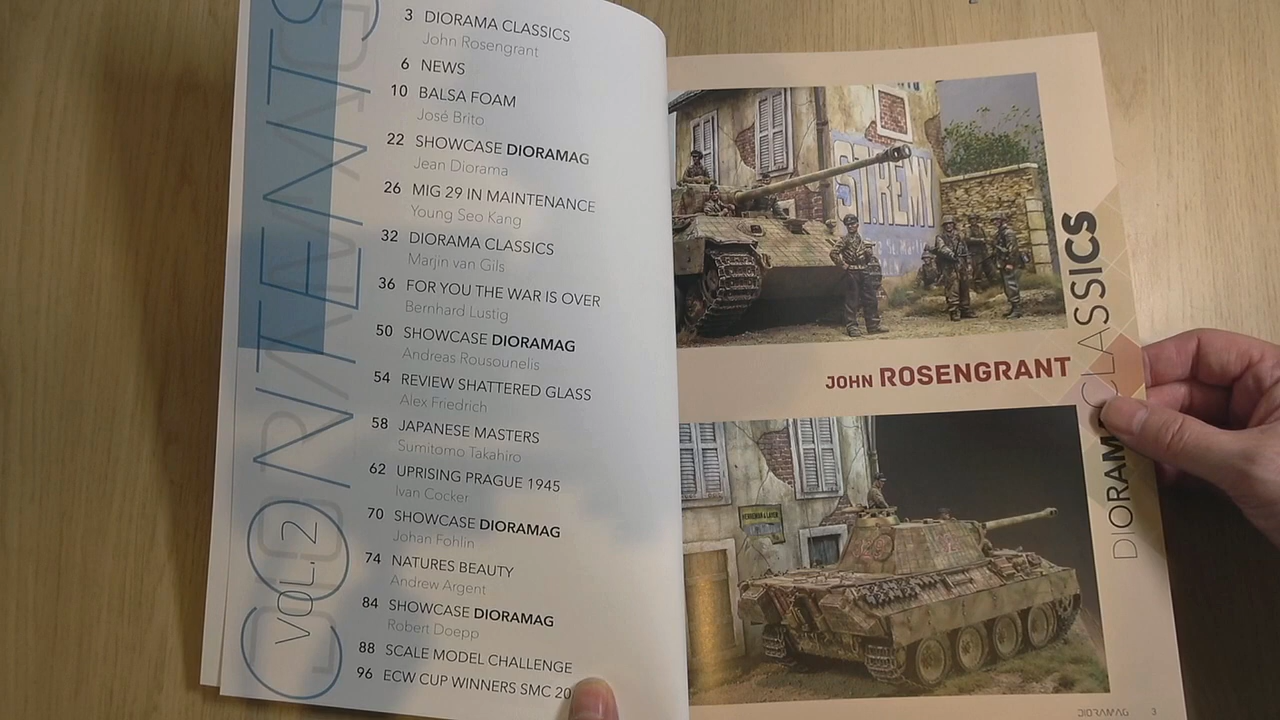 CONTENTS
VOL. 2
3 DIORAMA CLASSICS
John Rosengrant
6 NEWS
10 BALSA FOAM
José Brito
22 SHOWCASE DIORAMAG
Jean Diorama
26 MIG 29 IN MAINTENANCE
Young Seo Kang
32 DIORAMA CLASSICS
Marjin van Gils
36 FOR YOU THE WAR IS OVER
Bernhard Lustig
50 SHOWCASE DIORAMAG
Andreas Rousounelis
54 REVIEW SHATTERED GLASS
Alex Friedrich
58 JAPANESE MASTERS
Sumitomo Takahiro
62 UPRISING PRAGUE 1945
Ivan Cocker
70 SHOWCASE DIORAMAG
Johan Fohlin
74 NATURES BEAUTY
Andrew Argent
84 SHOWCASE DIORAMAG
Robert Doepp
88 SCALE MODEL CHALLENGE
96 ECW CUP WINNERS SMC 20
ST.REMY
JOHN ROSENGRANT
CLASSICS
DIORAMAG 3